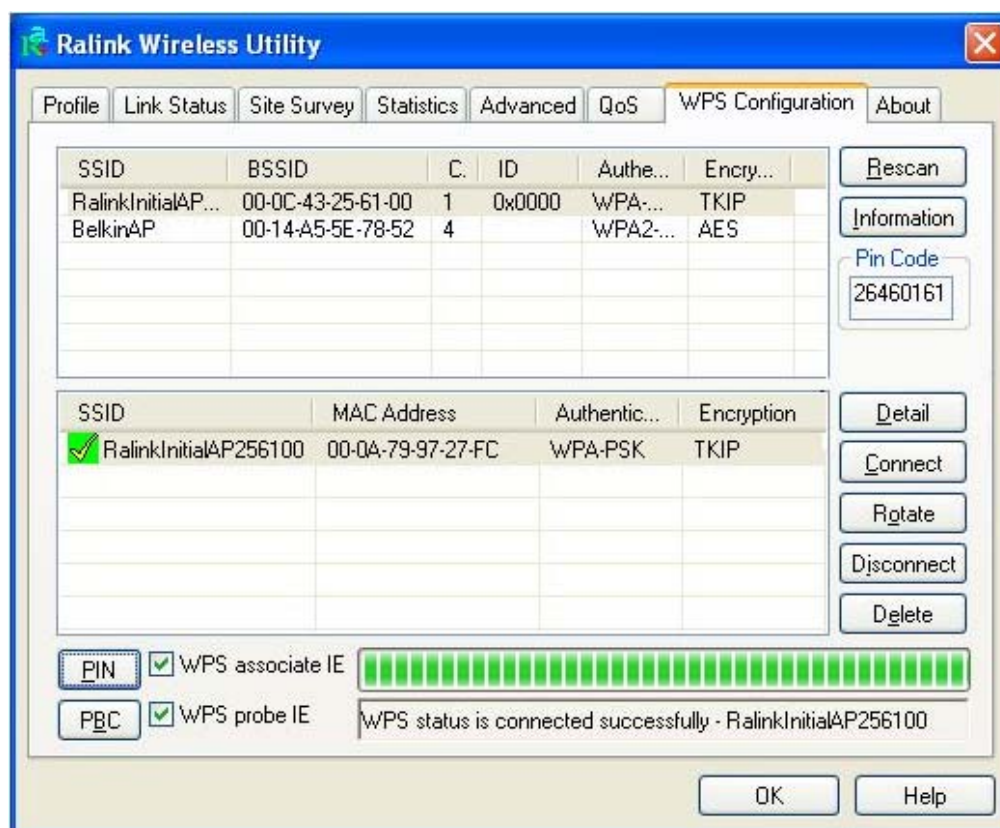 Ralink Wireless Utility
Profile Link Status Site Survey Statistics Advanced QoS WPS Configuration About
SSID BSSID C. ID Authe... Encry...
RalinkInitialAP... 00-0C-43-25-61-00 1 0x0000 WPA-... TKIP
BelkinAP 00-14-A5-5E-78-52 4 WPA2-... AES
Rescan
Information
Pin Code
26460161
SSID MAC Address Authentic... Encryption
RalinkInitialAP256100 00-0A-79-97-27-FC WPA-PSK TKIP
Detail
Connect
Rotate
Disconnect
Delete
PIN WPS associate IE
PBC WPS probe IE WPS status is connected successfully - RalinkInitialAP256100
OK Help